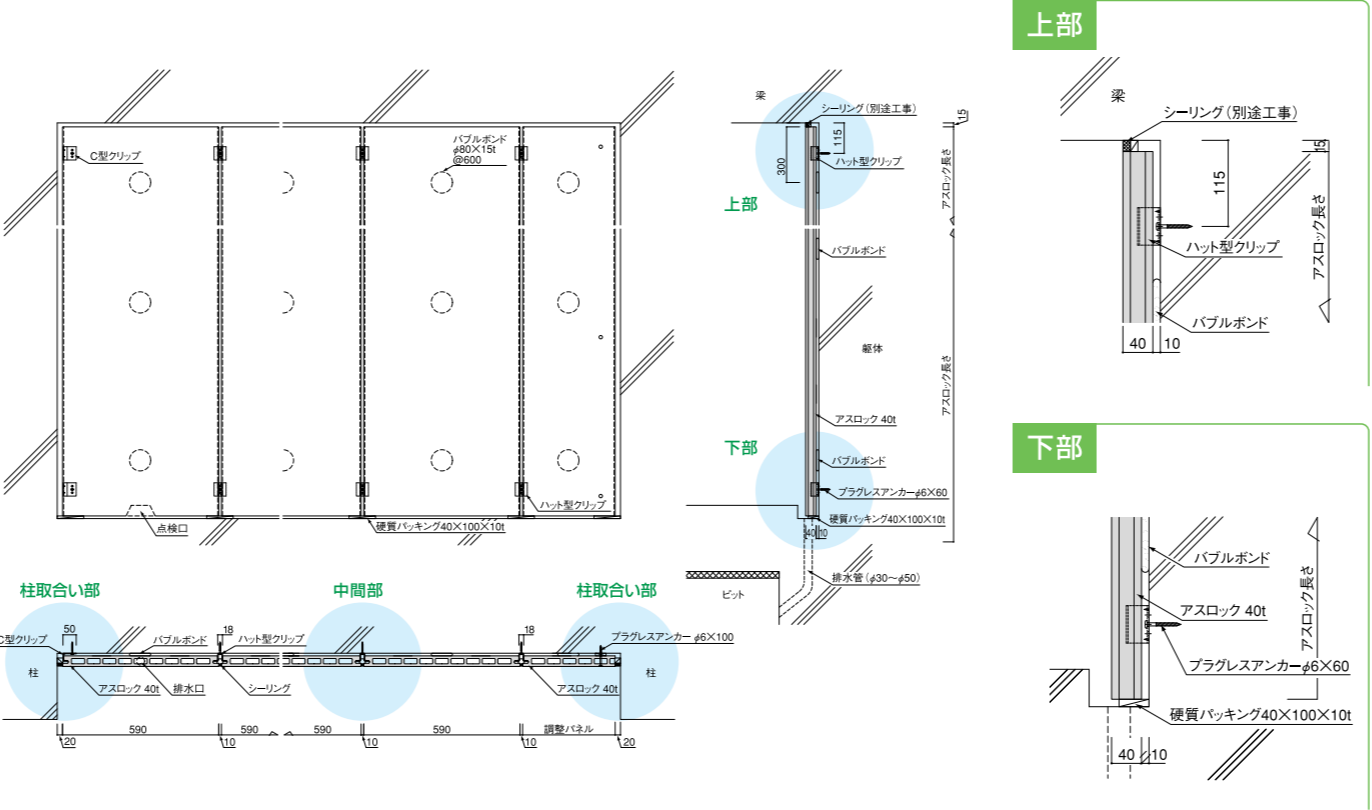 C型クリップ
バブルボンド
φ80×15t
@600
ハット型クリップ
点検口
硬質パッキング40×100×10t
梁
シーリング(別途工事)
15
115
300
ハット型クリップ
アスロック長さ
上部
バブルボンド
躯体
アスロック長さ
アスロック 40t
下部
バブルボンド
プラグレスアンカーφ6×60
硬質パッキング40×100×10t
40 10
排水管(φ30〜φ50)
ピット
柱取合い部
中間部
柱取合い部
C型クリップ
50
バブルボンド
18
ハット型クリップ
18
プラグレスアンカー φ6×100
柱
柱
アスロック 40t
排水口
シーリング
アスロック 40t
590 590 590 590 調整パネル
20 10 10 10 20
上部
梁
シーリング(別途工事)
15
115
アスロック長さ
ハット型クリップ
バブルボンド
40 10
下部
バブルボンド
アスロック 40t
アスロック長さ
プラグレスアンカーφ6×60
硬質パッキング40×100×10t
40 10